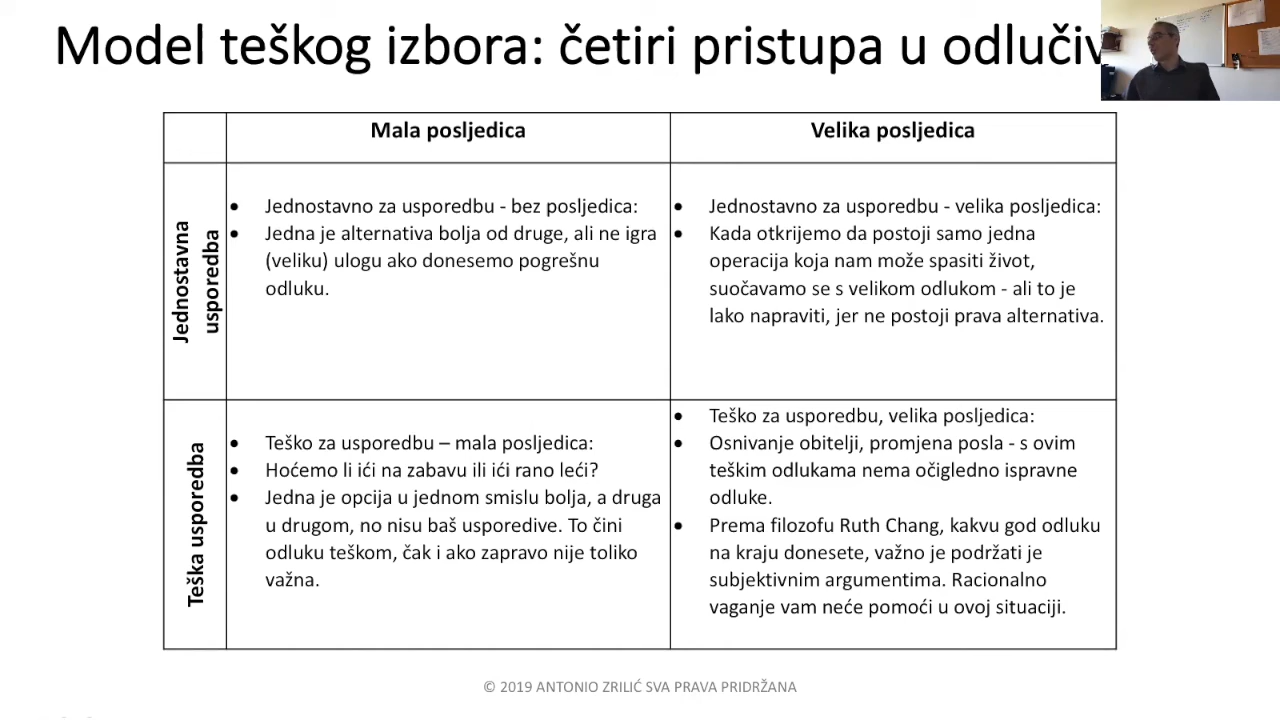 Model teškog izbora: četiri pristupa u odlučiv
Mala posljedica
Velika posljedica
Jednostavna
usporedba
• Jednostavno za usporedbu - bez posljedica:
• Jedna je alternativa bolja od druge, ali ne igra
(veliku) ulogu ako donesemo pogrešnu
odluku.
• Jednostavno za usporedbu - velika posljedica:
• Kada otkrijemo da postoji samo jedna
operacija koja nam može spasiti život,
suočavamo se s velikom odlukom - ali to je
lako napraviti, jer ne postoji prava alternativa.
Teška usporedba
• Teško za usporedbu – mala posljedica:
• Hoćemo li ići na zabavu ili ići rano leći?
• Jedna je opcija u jednom smislu bolja, a druga
u drugom, no nisu baš usporedive. To čini
odluku teškom, čak i ako zapravo nije toliko
važna.
• Teško za usporedbu, velika posljedica:
• Osnivanje obitelji, promjena posla - s ovim
teškim odlukama nema očigledno ispravne
odluke.
• Prema filozofu Ruth Chang, kakvu god odluku
na kraju donesete, važno je podržati je
subjektivnim argumentima. Racionalno
vaganje vam neće pomoći u ovoj situaciji.
© 2019 ANTONIO ZRILIĆ SVA PRAVA PRIDRŽANA